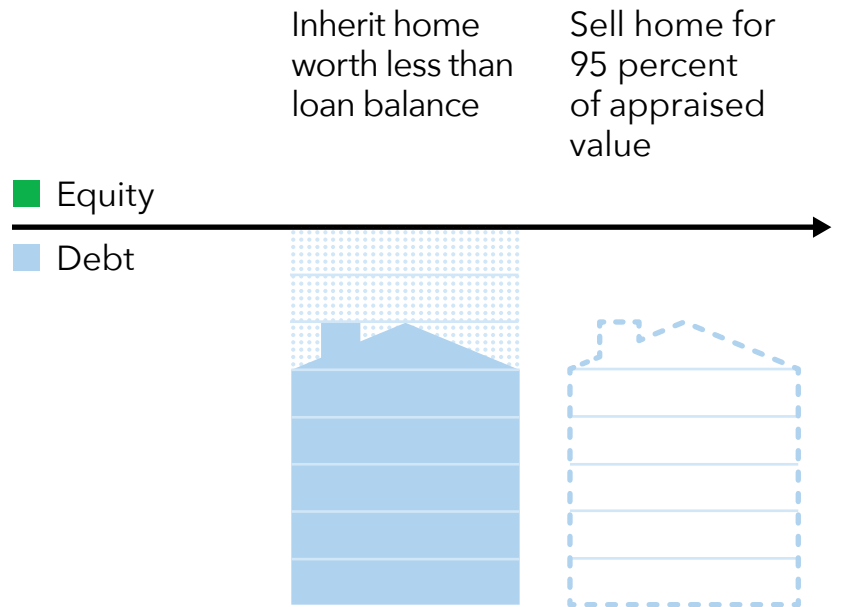 Inherit home
worth less than
loan balance
Sell home for
95 percent
of appraised
value
Equity
Debt